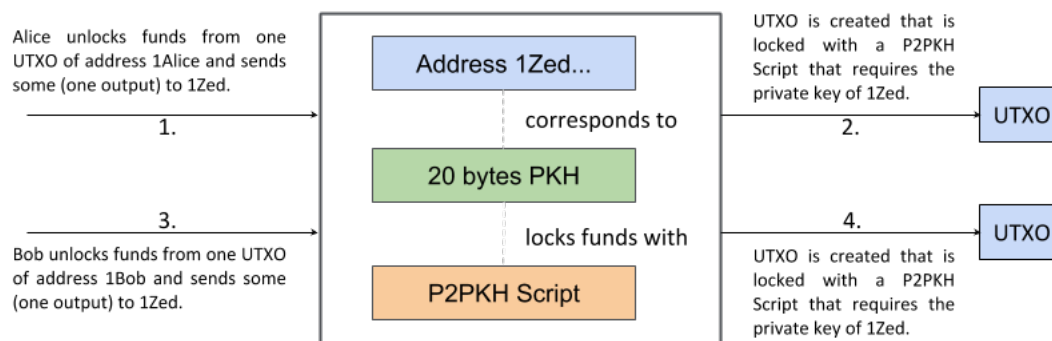 Alice unlocks funds from one
UTXO of address 1Alice and sends
some (one output) to 1Zed.
1.
3.
Bob unlocks funds from one UTXO
of address 1Bob and sends some
(one output) to 1Zed.
Address 1Zed...
corresponds to
20 bytes PKH
locks funds with
P2PKH Script
UTXO is created that is
locked with a P2PKH
Script that requires the
private key of 1Zed.
2.
UTXO
4.
UTXO
UTXO is created that is
locked with a P2PKH
Script that requires the
private key of 1Zed.